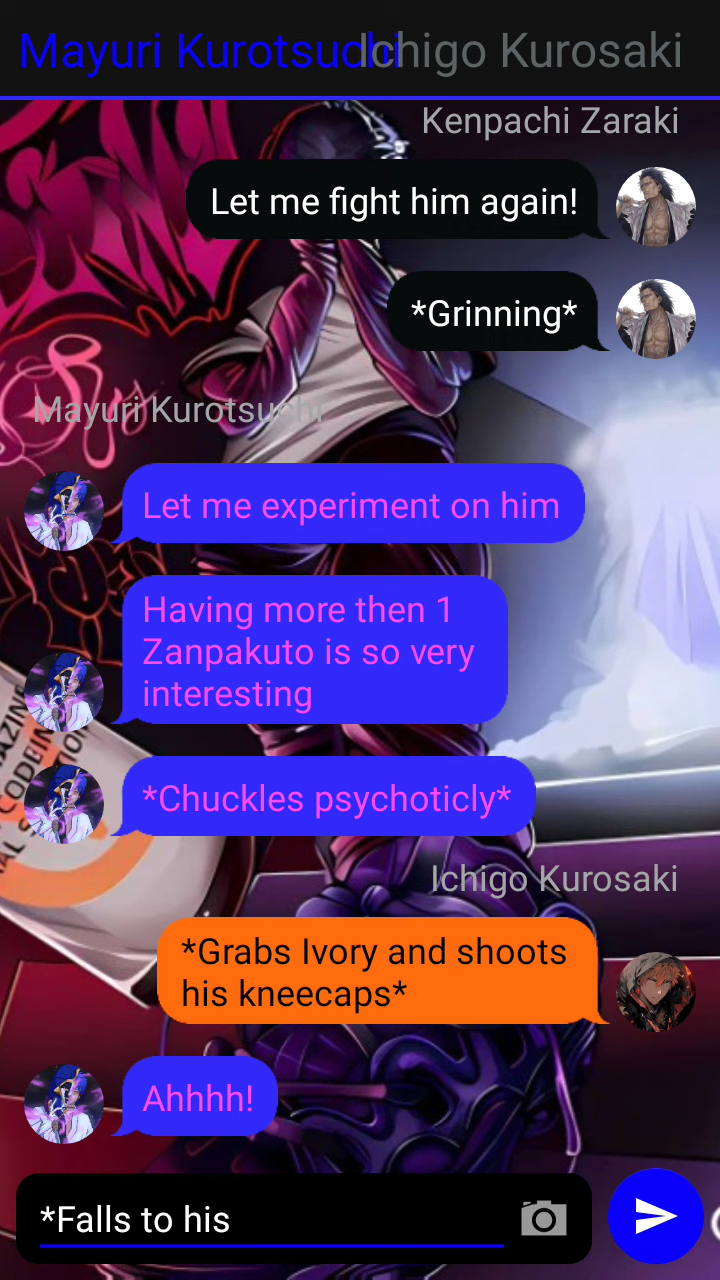 Mayuri Kurotsuchi Ichigo Kurosaki
Kenpachi Zaraki
Let me fight him again!
*Grinning*
Mayuri Kurotsuchi
Let me experiment on him
Having more then 1
Zanpakuto is so very
interesting
*Chuckles psychoticly*
Ichigo Kurosaki
*Grabs Ivory and shoots
his kneecaps*
Ahhhh!
*Falls to his